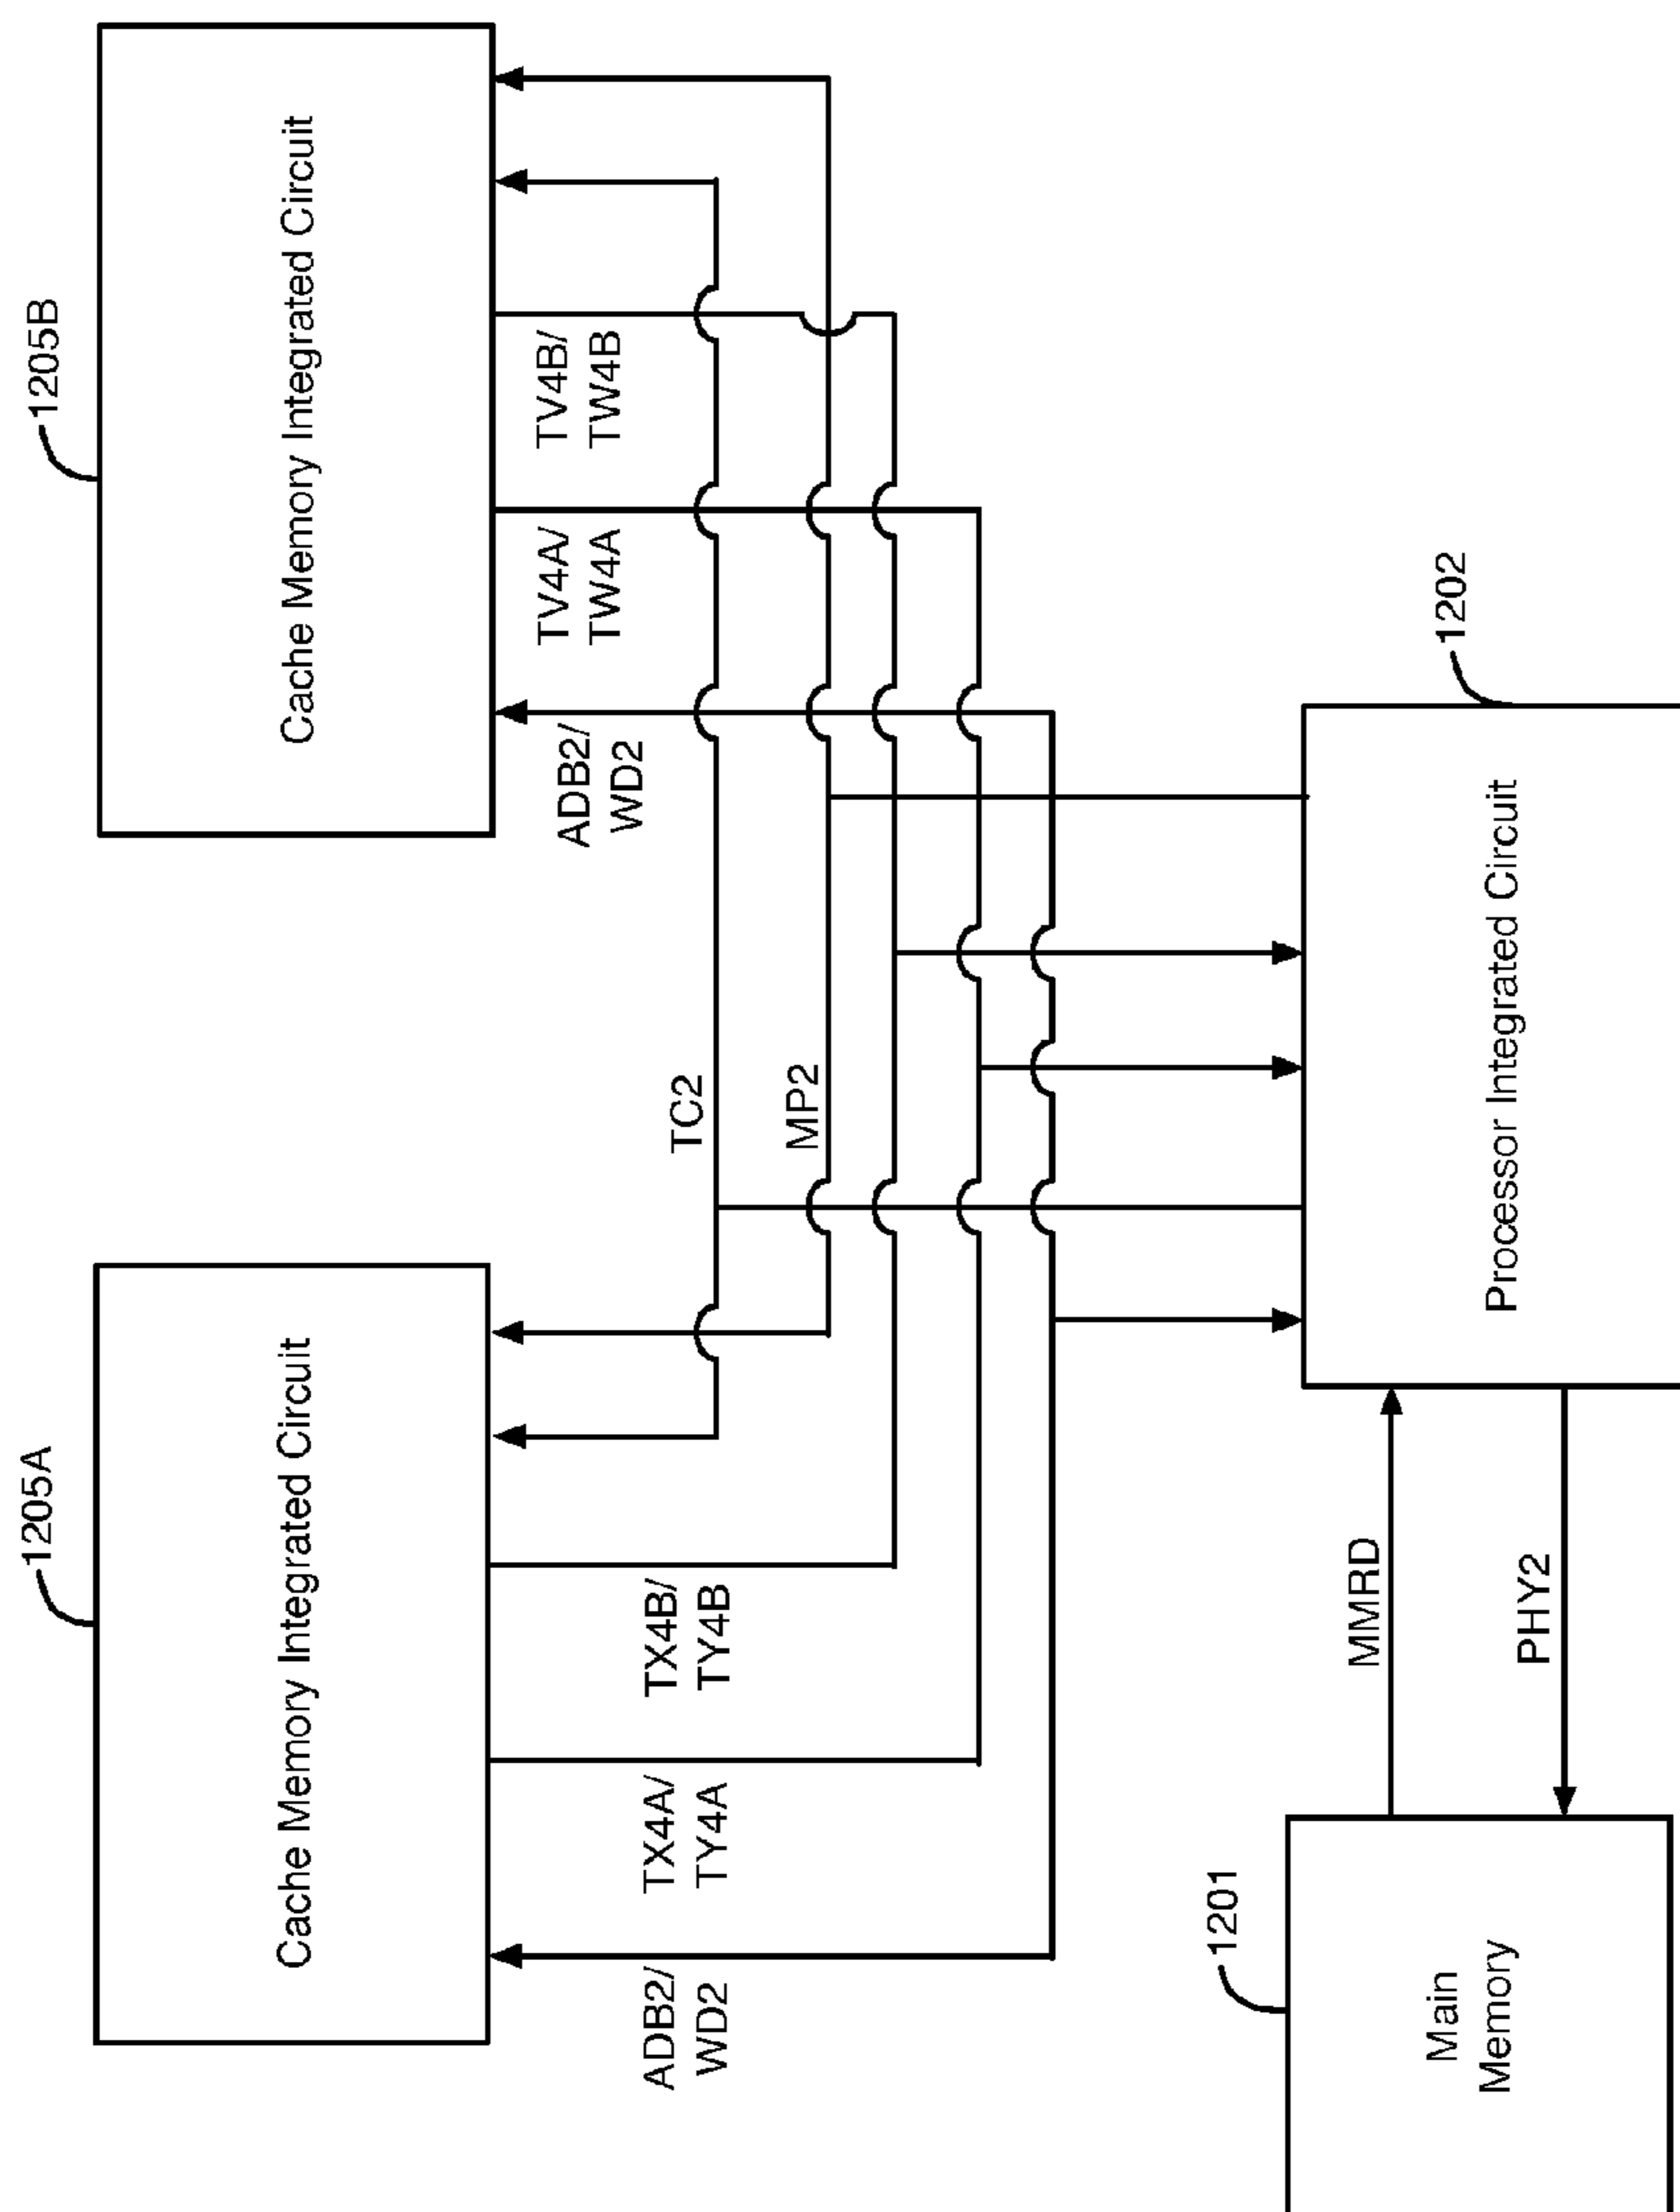 1205A
Cache Memory Integrated Circuit
1205B
Cache Memory Integrated Circuit
ADB2/
WD2
TX4A/
TY4A
TX4B/
TY4B
TC2
MP2
ADB2/
WD2
TV4A/
TW4A
TV4B/
TW4B
1201
Main
Memory
MMRD
PHY2
1202
Processor Integrated Circuit